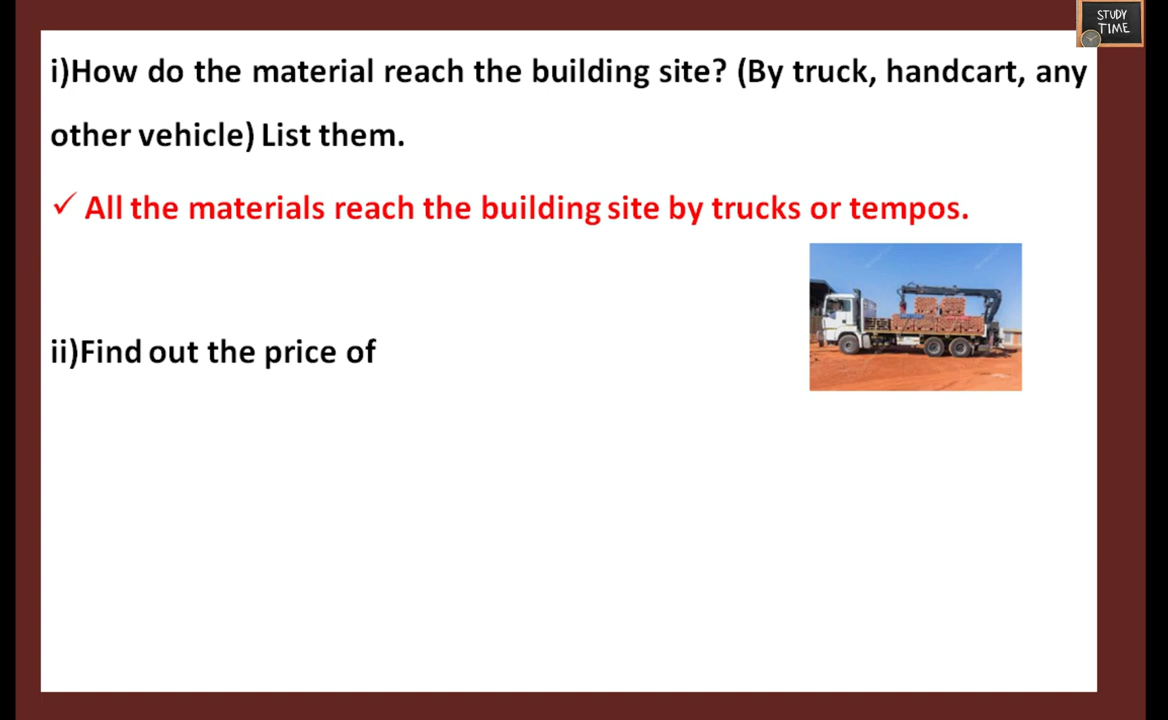 STUDY
TIME
i)How do the material reach the building site? (By truck, handcart, any
other vehicle) List them.
✓ All the materials reach the building site by trucks or tempos.
ii)Find out the price of